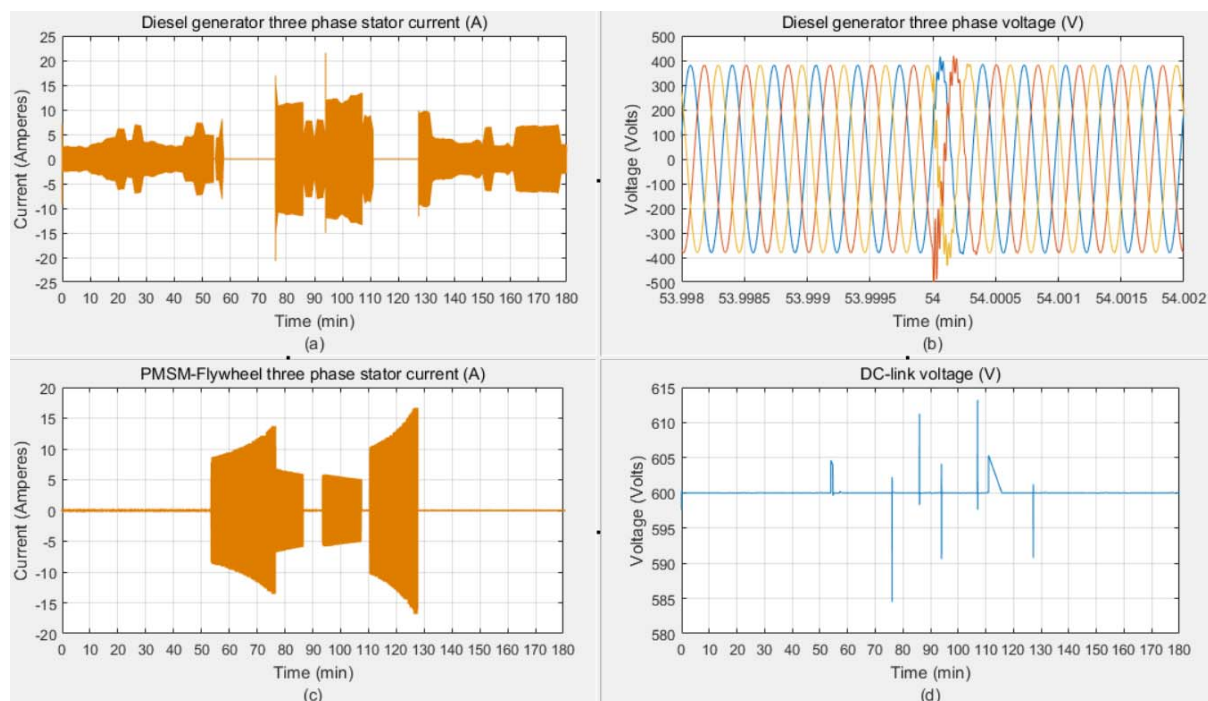 Diesel generator three phase stator current (A)
25
20
15
10
5
0
-5
-10
-15
-20
25
Current (Amperes)
0 10 20 30 40 50 60 70 80 90 100 110 120 130 140 150 160 170 180
Time (min)
(a)
Diesel generator three phase voltage (V)
500
400
300
200
100
0
-100
-200
-300
-400
-500
Voltage (Volts)
53.998 53.9985 53.999 53.9995 54 54.0005 54.001 54.0015 54.002
Time (min)
(b)
PMSM-Flywheel three phase stator current (A)
20
15
10
5
0
-5
-10
-15
-20
Current (Amperes)
0 10 20 30 40 50 60 70 80 90 100 110 120 130 140 150 160 170 180
Time (min)
(c)
DC-link voltage (V)
615
610
605
600
595
590
585
580
Voltage (Volts)
0 10 20 30 40 50 60 70 80 90 100 110 120 130 140 150 160 170 180
Time (min)
(d)